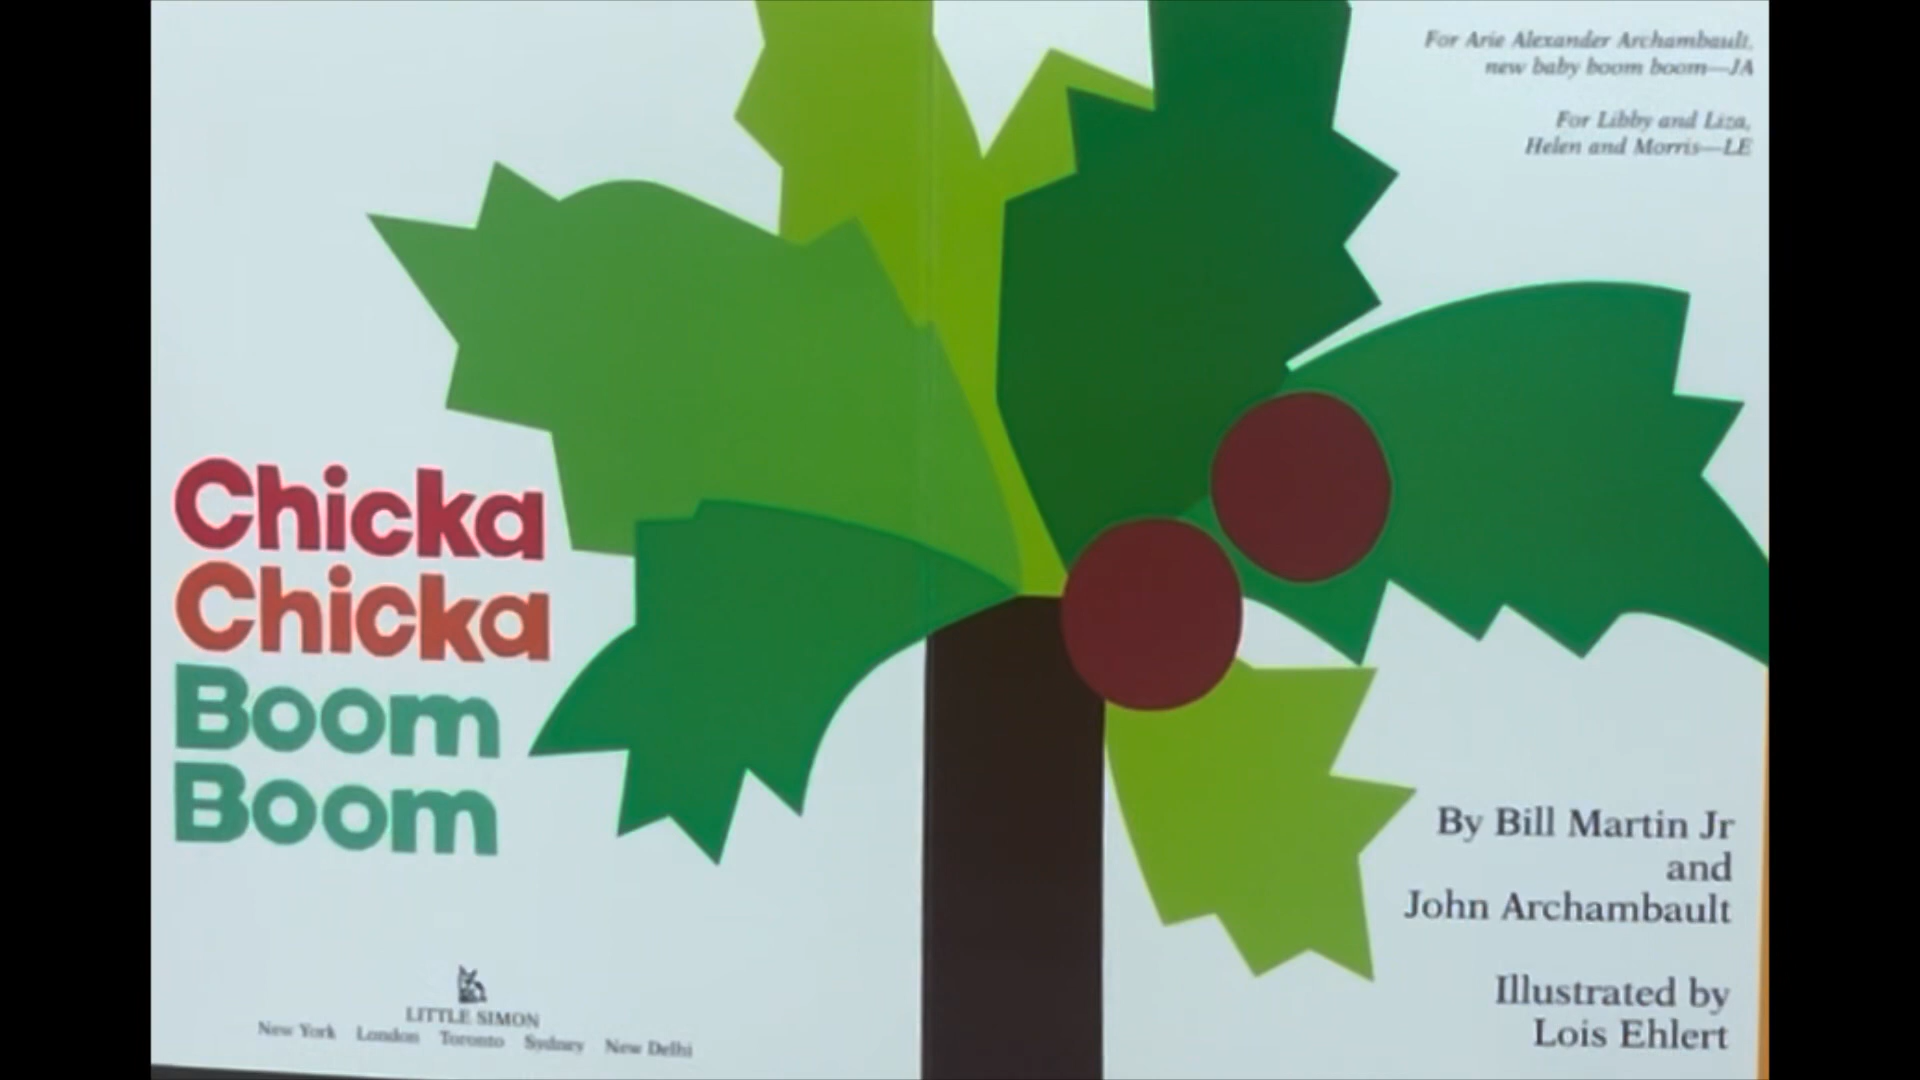 For Arie Alexander Archambault,
new baby boom boom—JA
For Libby and Liza,
Helen and Morris—LE
Chicka
Chicka
Boom
Boom
By Bill Martin Jr
and
John Archambault
Illustrated by
Lois Ehlert
LITTLE SIMON
New York London Toronto Sydney New Delhi